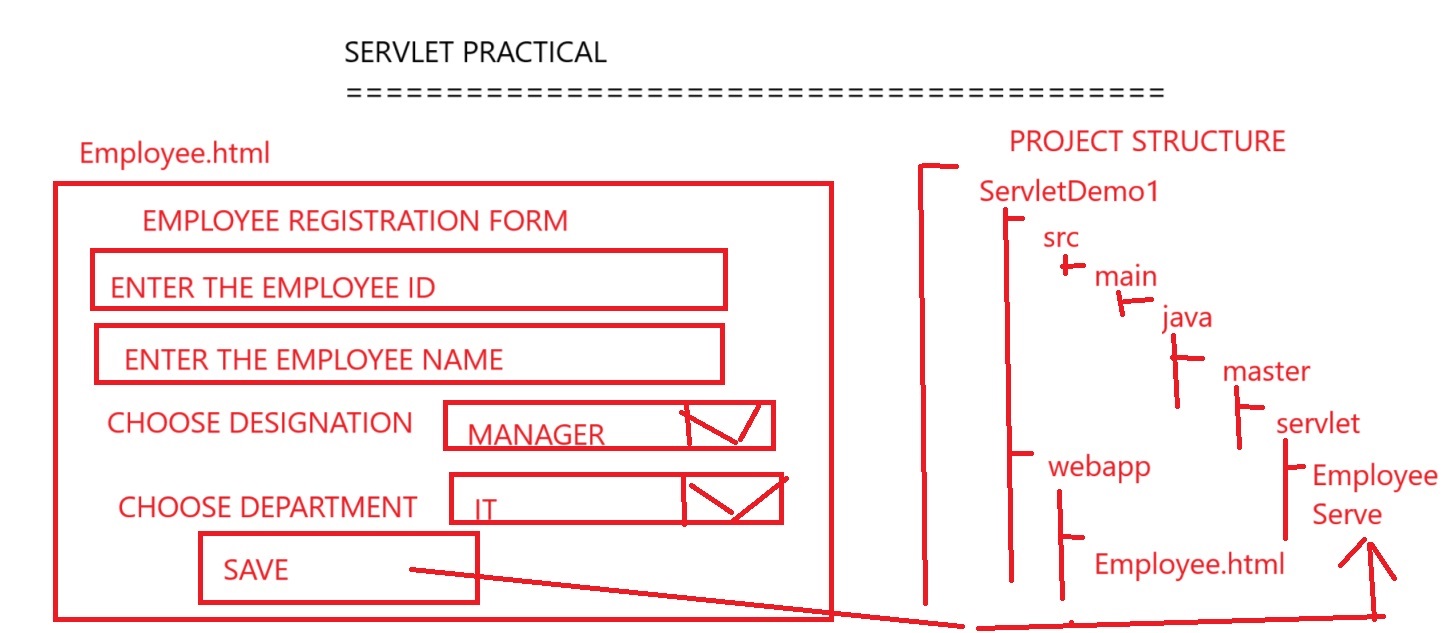 SERVLET PRACTICAL
=========================================
Employee.html
EMPLOYEE REGISTRATION FORM
ENTER THE EMPLOYEE ID
ENTER THE EMPLOYEE NAME
CHOOSE DESIGNATION MANAGER
CHOOSE DEPARTMENT IT
SAVE
PROJECT STRUCTURE
ServletDemo1
src
main
java
master
servlet
Employee
Serve
webapp
Employee.html